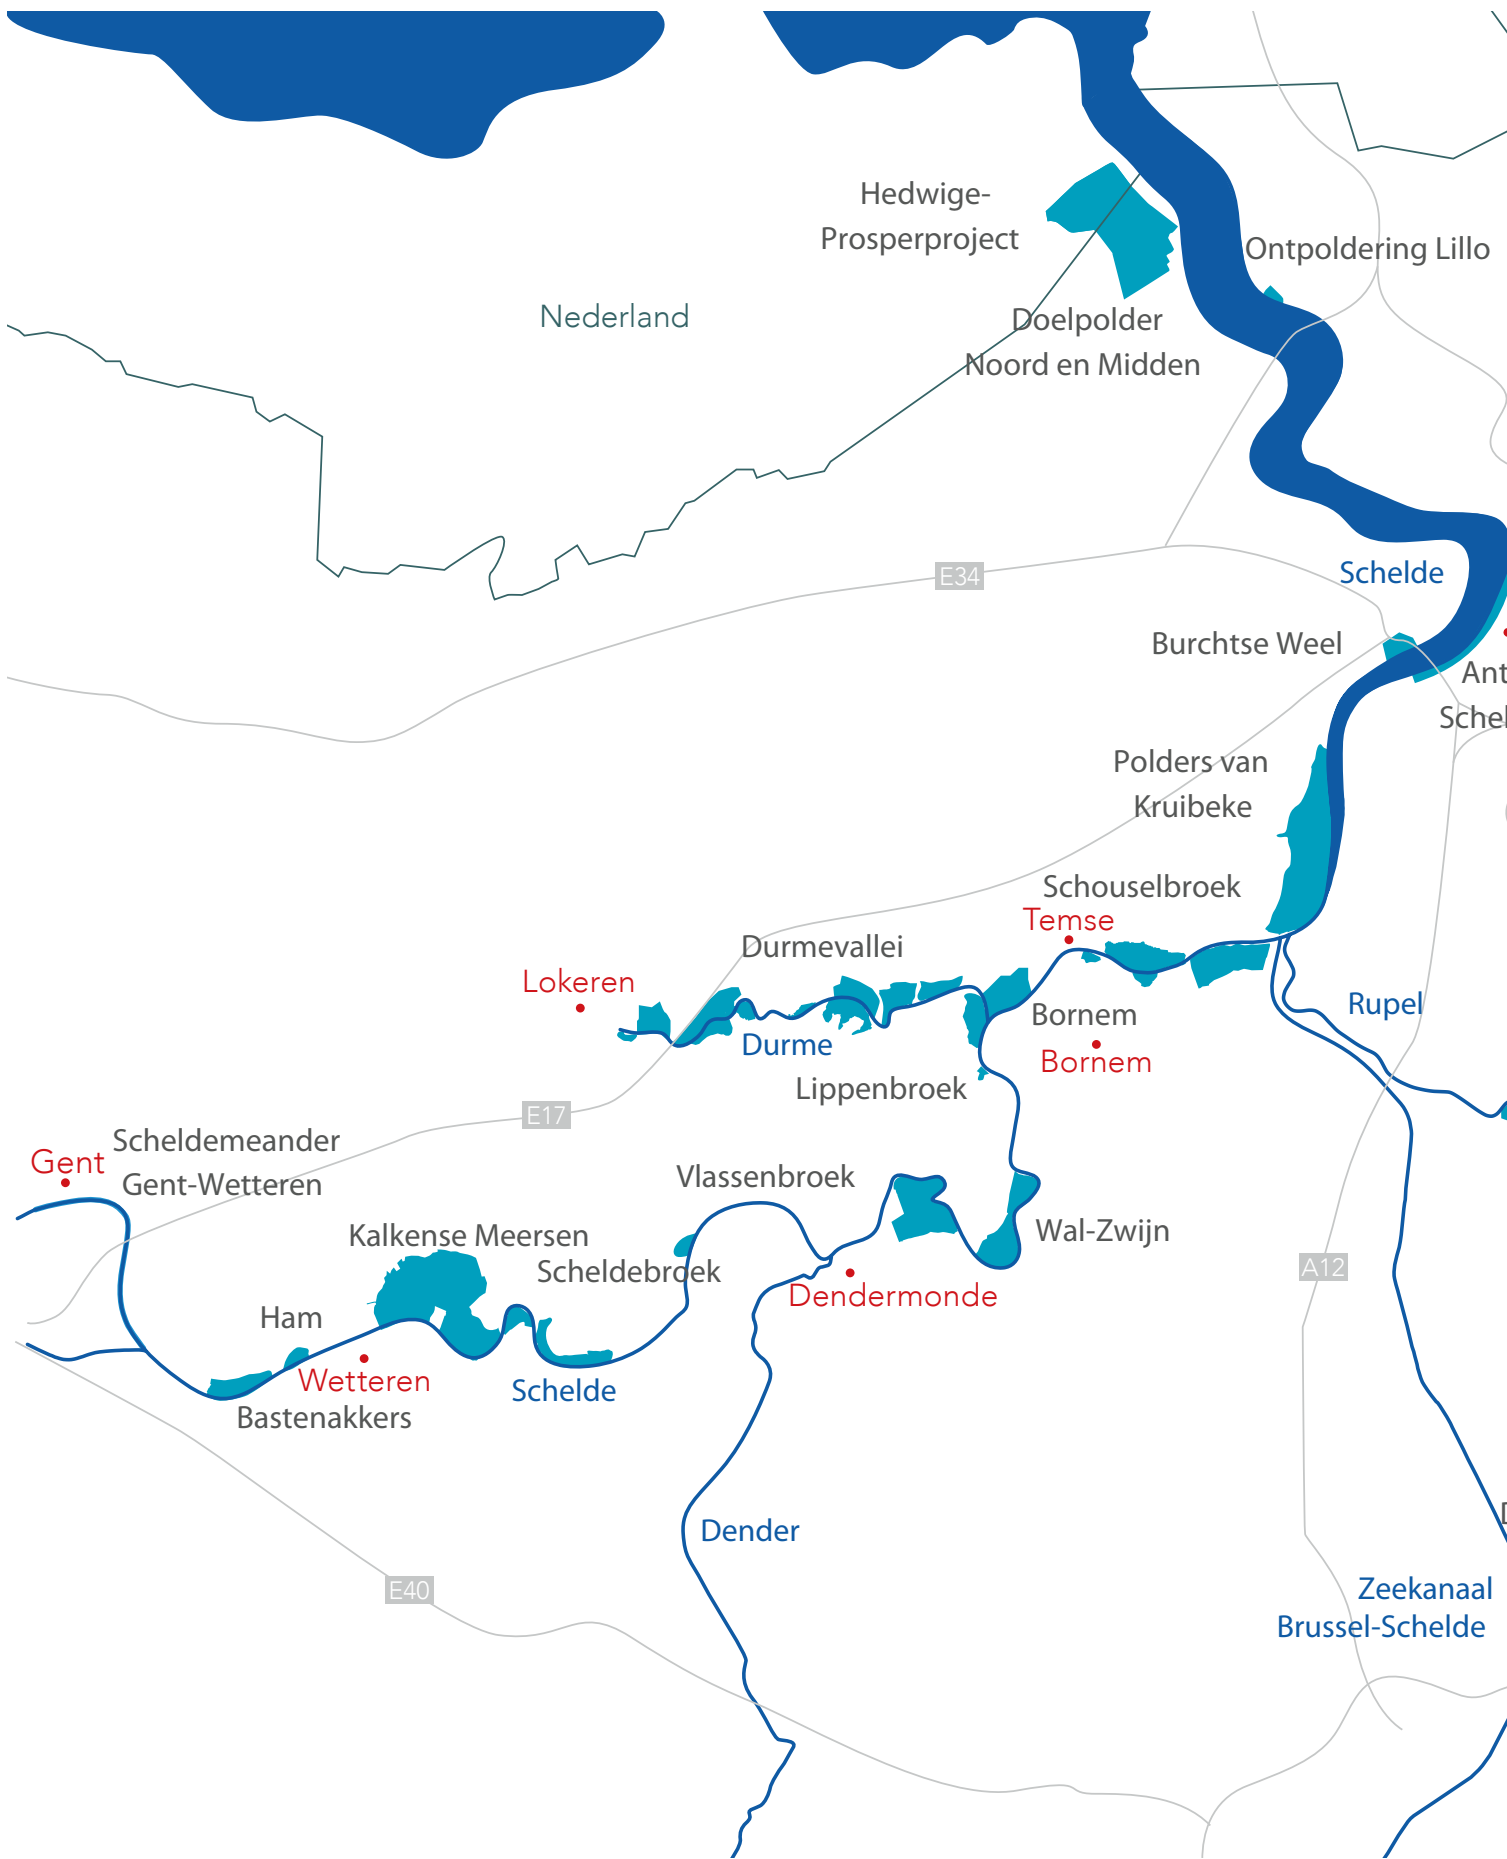 Hedwige-
Prosperproject
Ontpoldering Lillo
Nederland
Doelpolder
Noord en Midden
E34
Schelde
Burchtse Weel
Ant
Schel
Polders van
Kruibeke
Schouselbroek
Temse
Durmevallei
Lokeren
Rupel
Bornem
Durme
Bornem
Lippenbroek
E17
Scheldemeander
Gent
Gent-Wetteren
Vlassenbroek
Kalkense Meersen
Wal-Zwijn
Scheldebroek
A12
Dendermonde
Ham
Wetteren
Schelde
Bastenakkers
Dender
E40
Zeekanaal
Brussel-Schelde